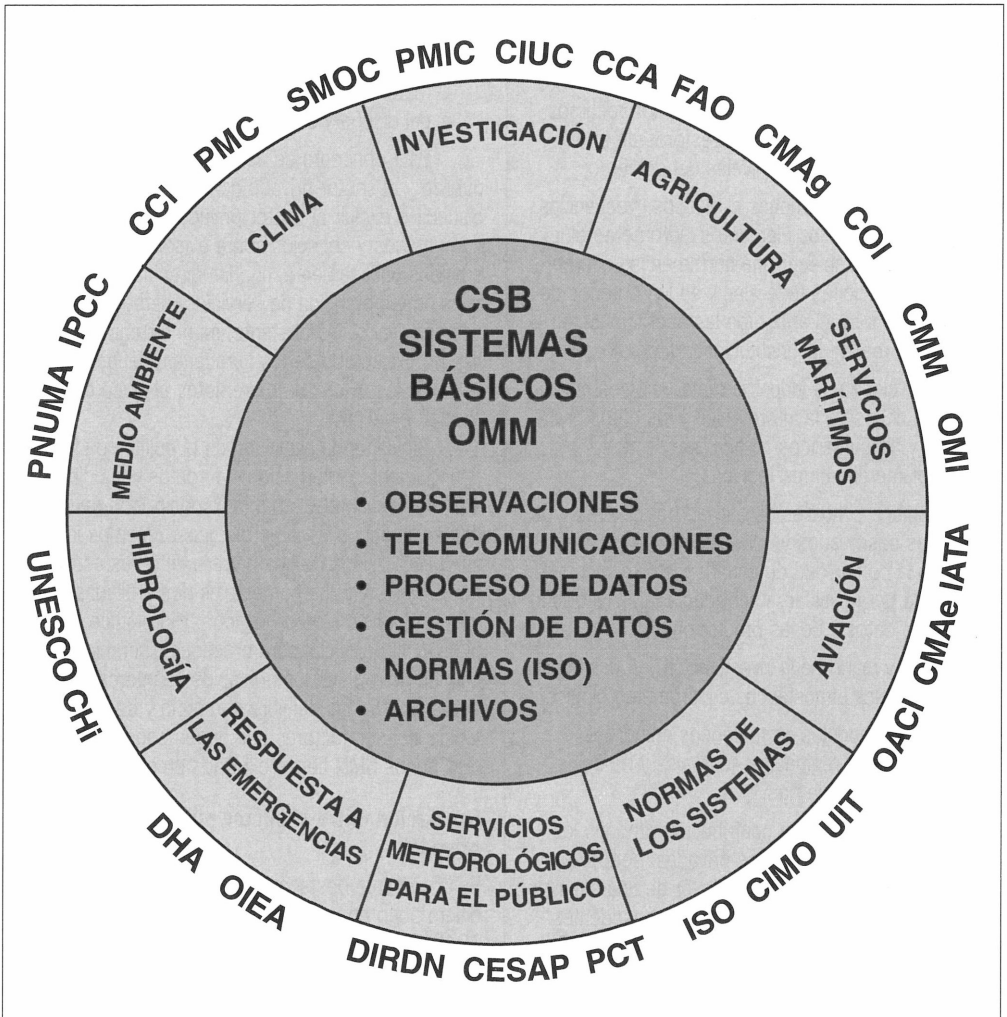 PNUMA IPCC CCI PMC SMOC PMIC CIUC CCA FAO CMAg COI CMM OMI
IATA CMAe OACI
UIT CIMO ISO
DIRDN CESAP PCT
DHA OIEA
UNESCO CHi
INVESTIGACIÓN
AGRICULTURA
SERVICIOS
MARÍTIMOS
AVIACIÓN
NORMAS DE
LOS SISTEMAS
SERVICIOS
METEOROLÓGICOS
PARA EL PÚBLICO
RESPUESTA A
LAS EMERGENCIAS
HIDROLOGÍA
MEDIO AMBIENTE
CLIMA
CSB
SISTEMAS
BÁSICOS
OMM
• OBSERVACIONES
• TELECOMUNICACIONES
• PROCESO DE DATOS
• GESTIÓN DE DATOS
• NORMAS (ISO)
• ARCHIVOS